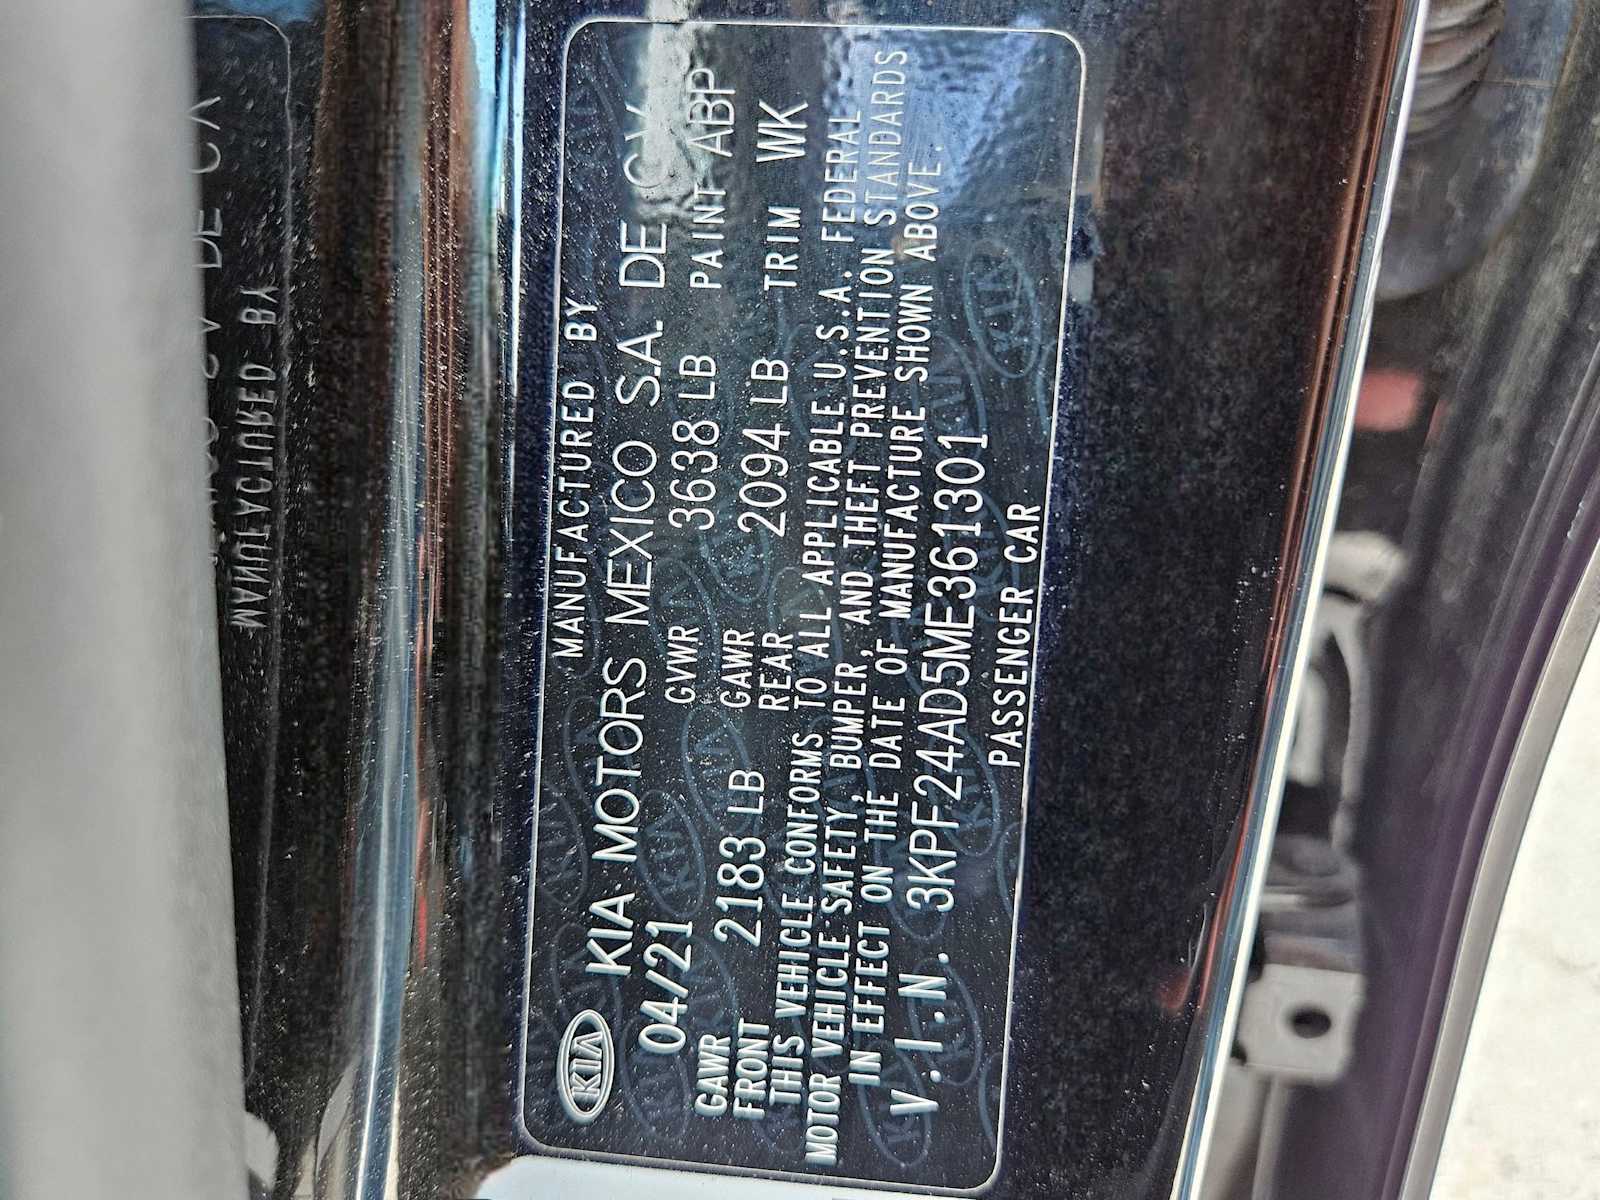 KIA
MANUFACTURED BY
KIA MOTORS MEXICO S.A. DE CV
04/21 GVWR 3638 LB PAINT ABP
GAWR FRONT 2183 LB GAWR REAR 2094 LB TRIM WK
THIS VEHICLE CONFORMS TO ALL APPLICABLE U.S.A. FEDERAL
MOTOR VEHICLE SAFETY, BUMPER, AND THEFT PREVENTION STANDARDS
IN EFFECT ON THE DATE OF MANUFACTURE SHOWN ABOVE.
V.I.N. 3KPF24AD5ME361301
PASSENGER CAR